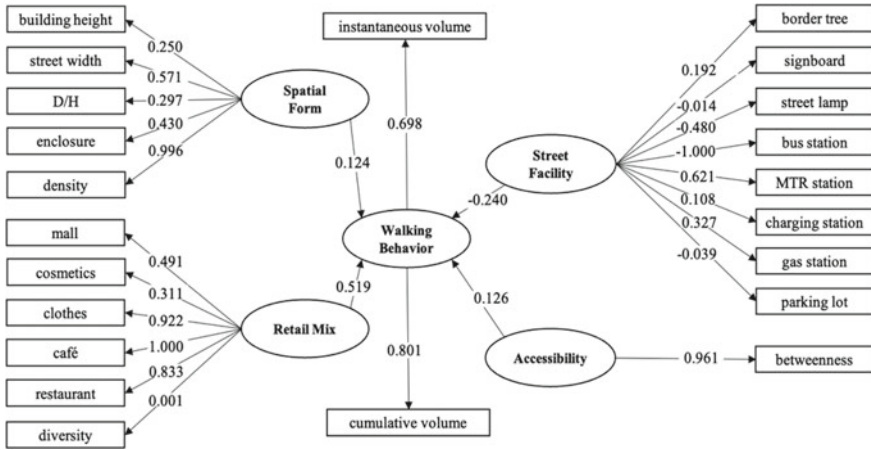 building height
street width
D/H
enclosure
density
0.250
0.571
0.297
0.430
0.996
Spatial
Form
0.124
mall
cosmetics
clothes
café
restaurant
diversity
0.491
0.311
0.922
1.000
0.833
0.001
Retail Mix
0.519
instantaneous volume
0.698
Walking
Behavior
0.801
cumulative volume
-0.240
Street
Facility
0.126
Accessibility
0.961
0.192
-0.014
-0.480
-1.000
0.621
0.108
0.327
-0.039
border tree
signboard
street lamp
bus station
MTR station
charging station
gas station
parking lot
betweenness